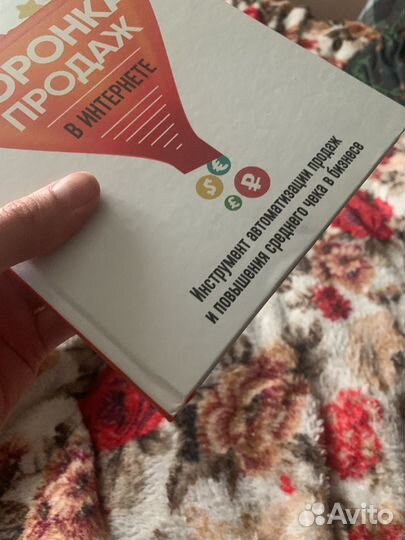 ОРОНКА
ПРОДАЖ
В ИНТЕРНЕТЕ
Инструмент автоматизации продаж
и повышения среднего чека в бизнесе
Avito